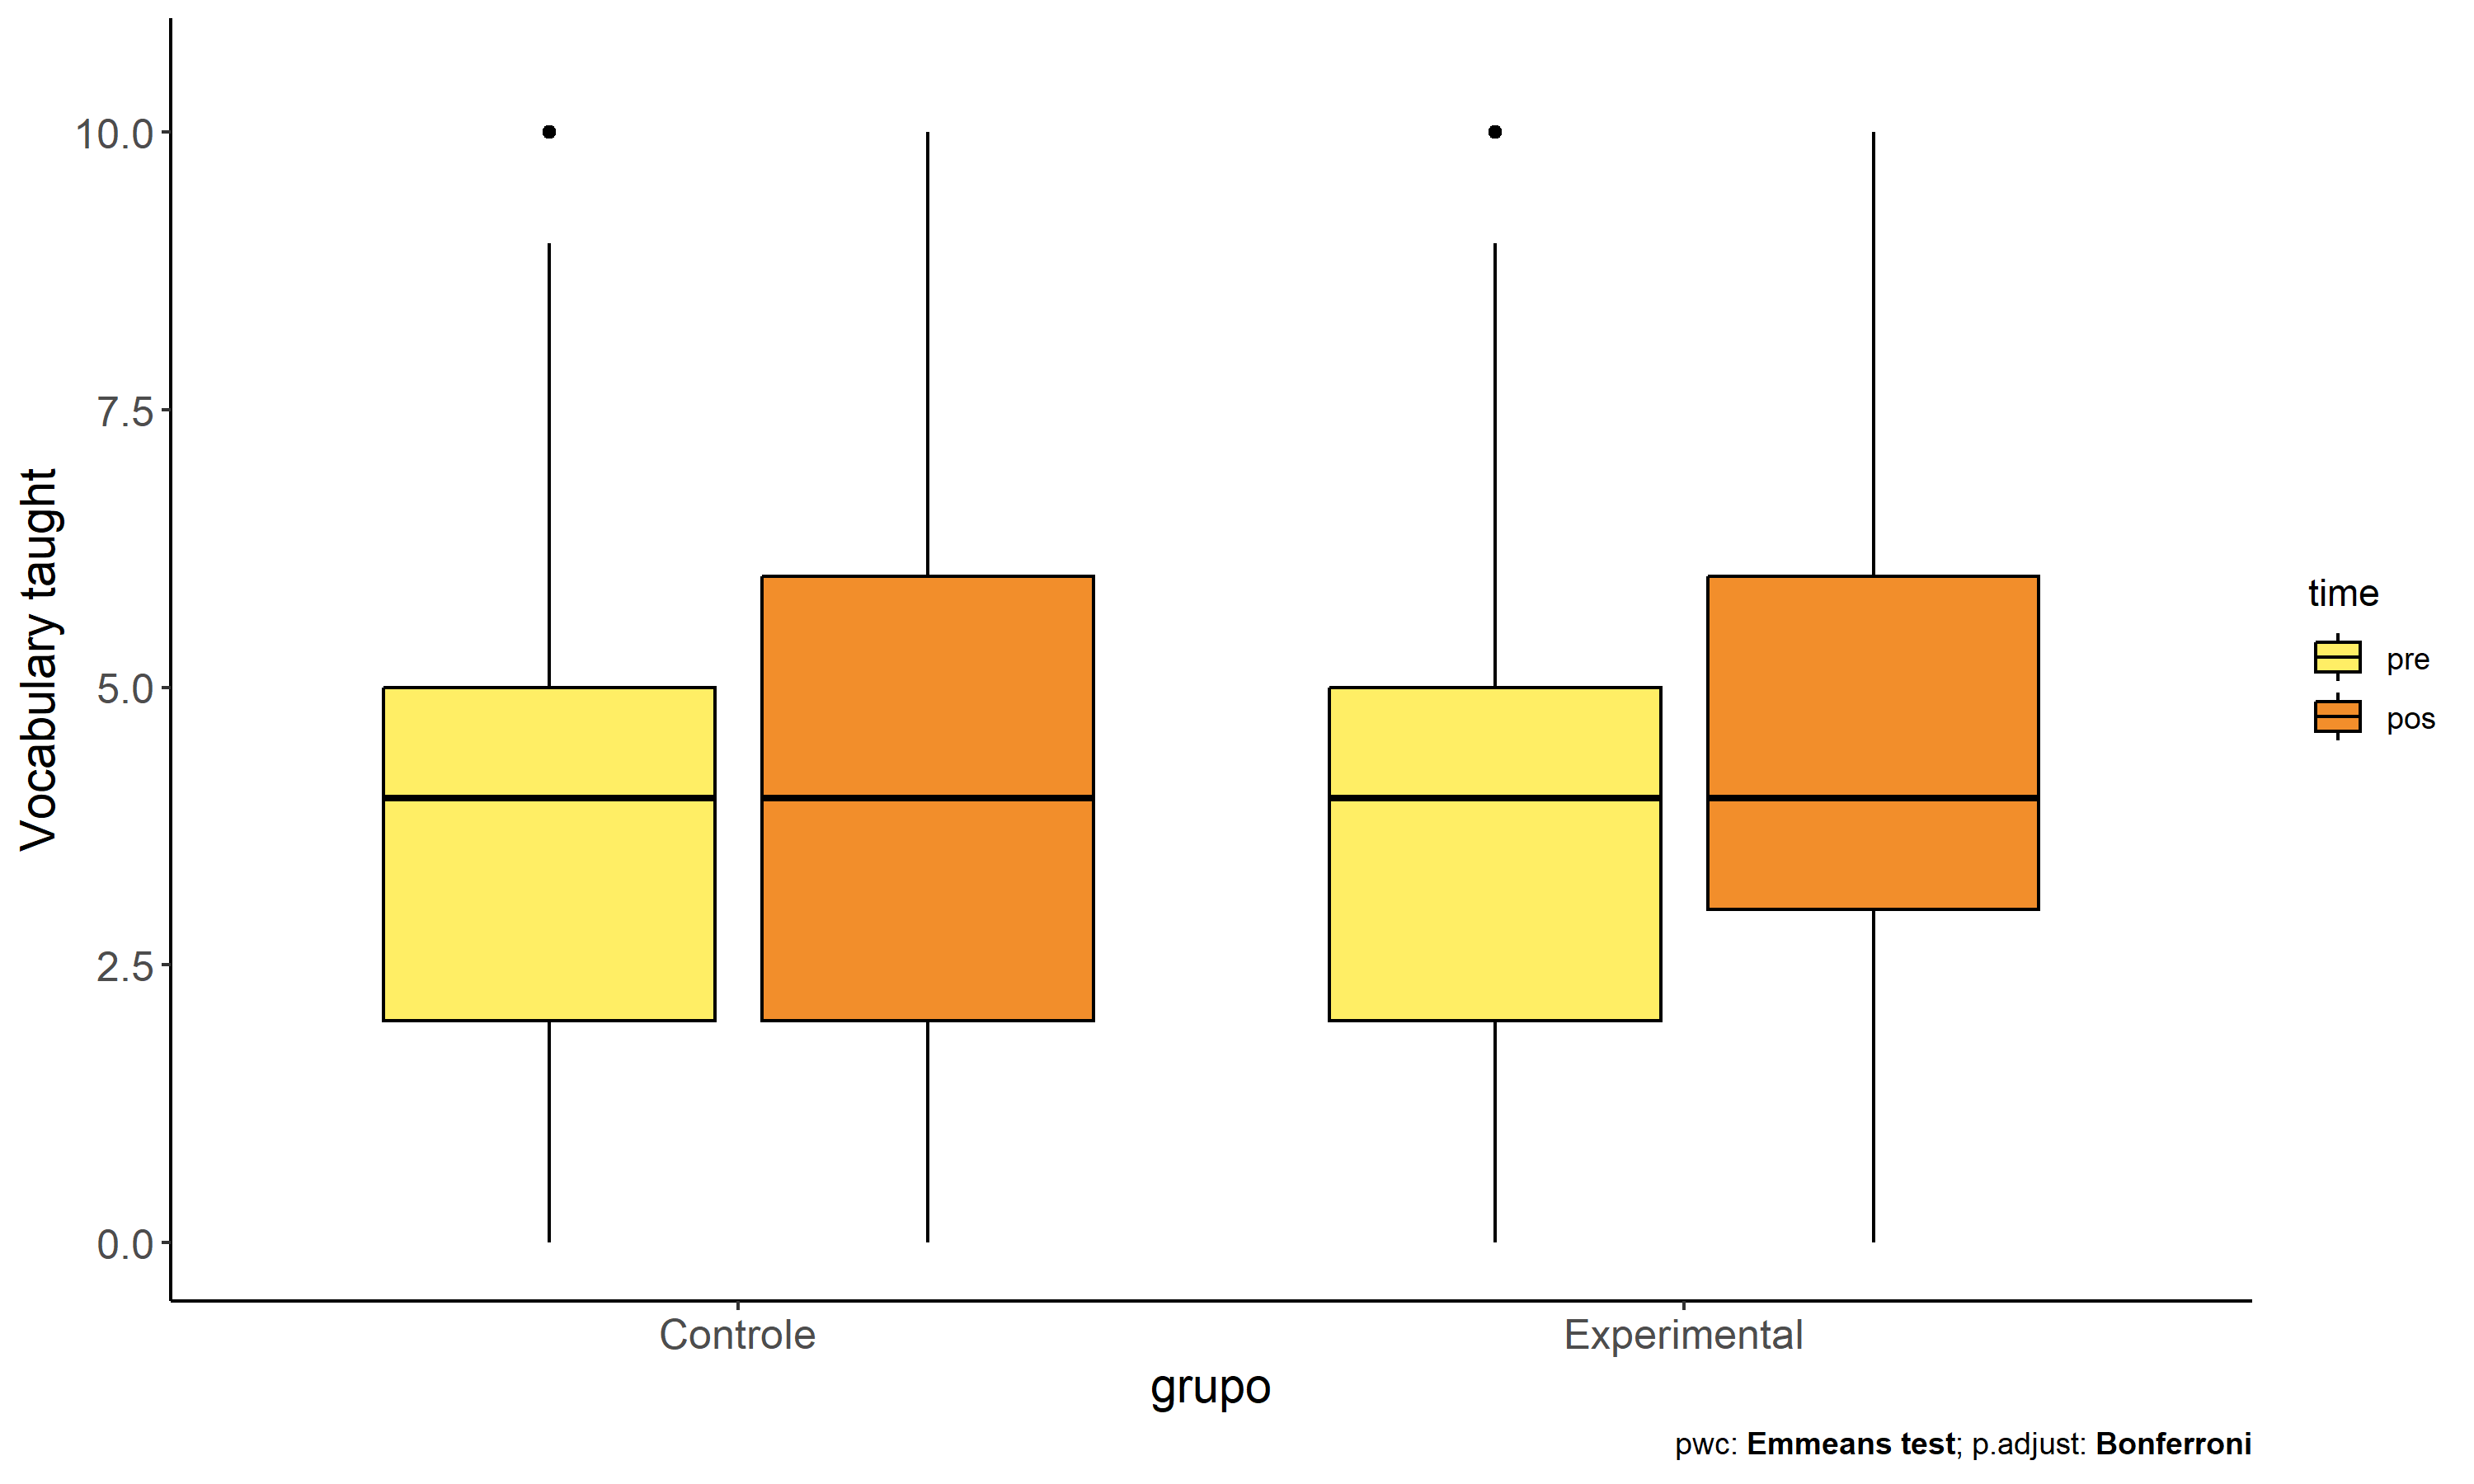 Vocabulary taught
10.0
7.5
5.0
2.5
0.0
Controle
Experimental
grupo
time
pre
pos
pwc: Emmeans test; p.adjust: Bonferroni